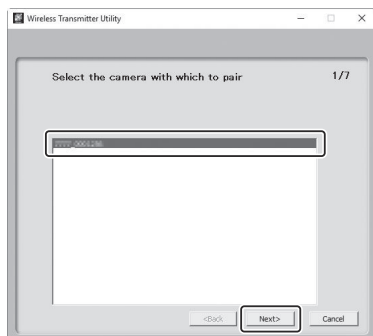 Wireless Transmitter Utility
Select the camera with which to pair 1/7
<Back Next> Cancel